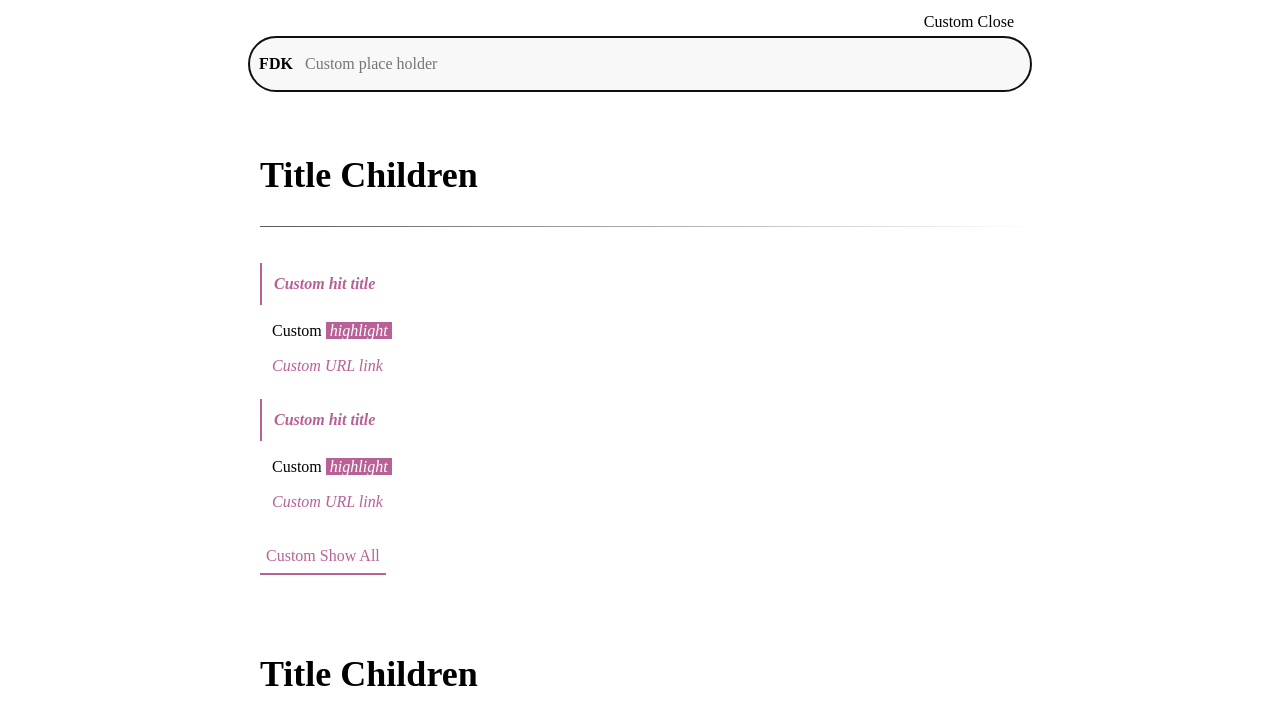 Custom Close
FDK Custom place holder
Title Children
Custom hit title
Custom highlight
Custom URL link
Custom hit title
Custom highlight
Custom URL link
Custom Show All
Title Children